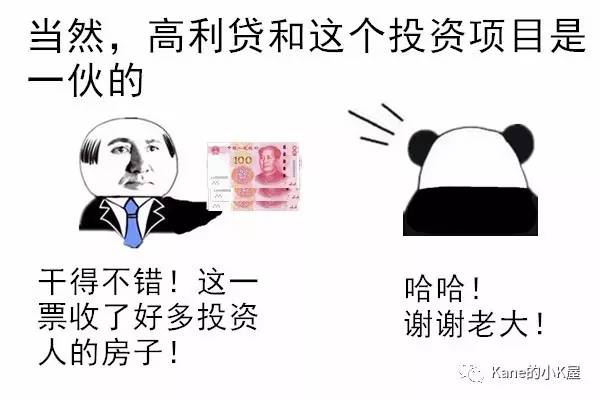 当然，高利贷和这个投资项目是
一伙的
100
干得不错！这一
票收了好多投资
人的房子！
哈哈！
谢谢老大！
Kane的小K屋